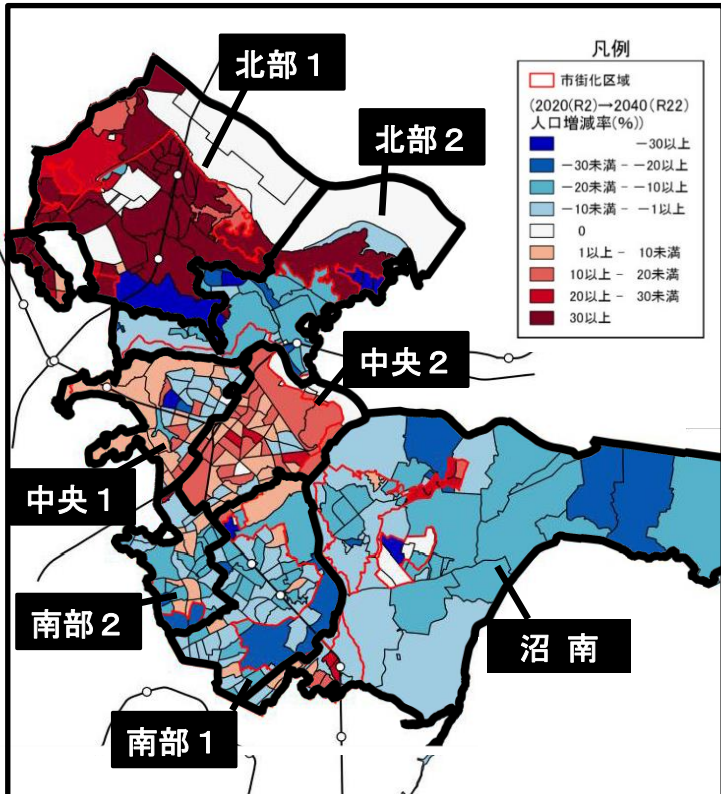 北部１
北部２
凡例
市街化区域
(2020(R2)→2040(R22)
人口増減率(%))
－30以上
－30未満 － －20以上
－20未満 － －10以上
－10未満 － －1以上
0
1以上 － 10未満
10以上 － 20未満
20以上 － 30未満
30以上
中央２
中央１
南部２
沼 南
南部１